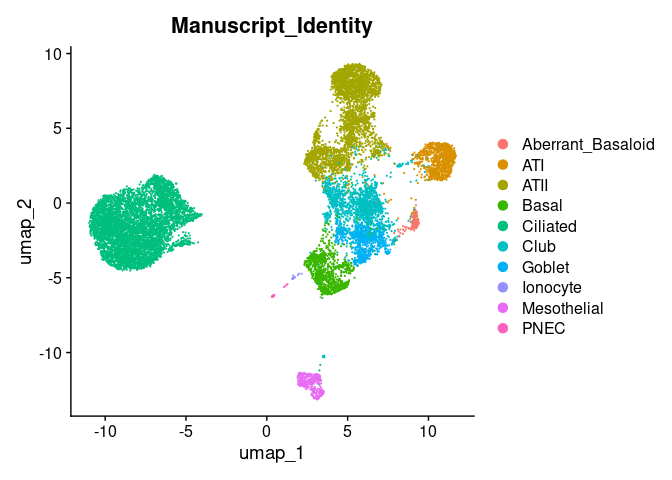 Manuscript_Identity
10
5
0
-5
-10
umap_2
-10
-5
0
5
10
umap_1
Aberrant_Basaloid
ATI
ATII
Basal
Ciliated
Club
Goblet
Ionocyte
Mesothelial
PNEC